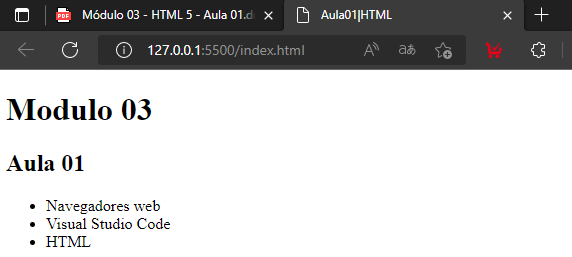 Módulo 03 - HTML 5 - Aula 01.d
Aula01|HTML
127.0.0.1:5500/index.html
Modulo 03
Aula 01
Navegadores web
Visual Studio Code
HTML